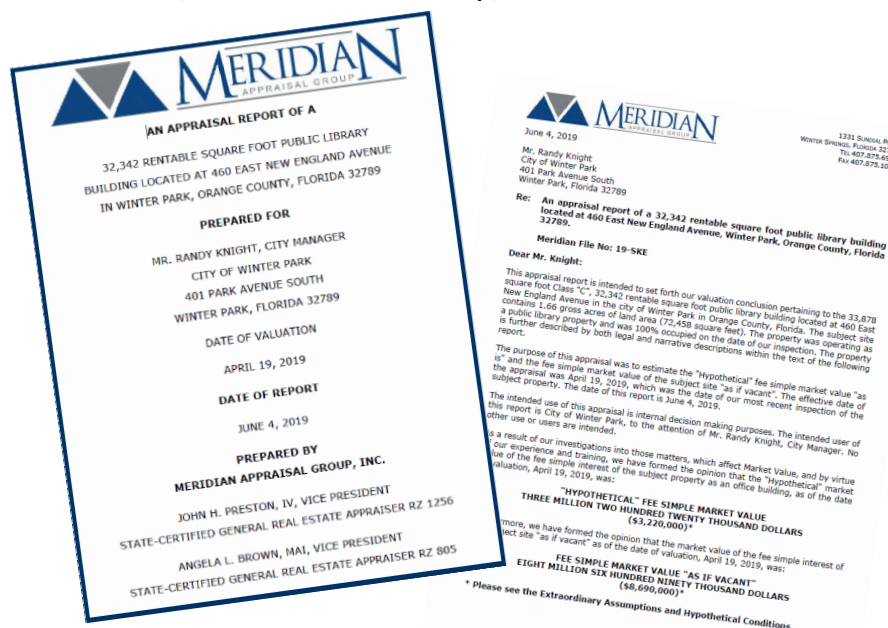 MERIDIAN
APPRAISAL GROUP
AN APPRAISAL REPORT OF A
32,342 RENTABLE SQUARE FOOT PUBLIC LIBRARY
BUILDING LOCATED AT 460 EAST NEW ENGLAND AVENUE
IN WINTER PARK, ORANGE COUNTY, FLORIDA 32789
PREPARED FOR
MR. RANDY KNIGHT, CITY MANAGER
CITY OF WINTER PARK
401 PARK AVENUE SOUTH
WINTER PARK, FLORIDA 32789
DATE OF VALUATION
APRIL 19, 2019
DATE OF REPORT
JUNE 4, 2019
PREPARED BY
MERIDIAN APPRAISAL GROUP, INC.
JOHN H. PRESTON, IV, VICE PRESIDENT
STATE-CERTIFIED GENERAL REAL ESTATE APPRAISER RZ 1256
ANGELA L. BROWN, MAI, VICE PRESIDENT
STATE-CERTIFIED GENERAL REAL ESTATE APPRAISER RZ 805
MERIDIAN
APPRAISAL GROUP
1331 SUNDIAL
WINTER SPRINGS, FLORIDA
TEL 407.875.
FAX 407.875.10
June 4, 2019
Mr. Randy Knight
City of Winter Park
401 Park Avenue South
Winter Park, Florida 32789
Re: An appraisal report of a 32,342 rentable square foot public library building
located at 460 East New England Avenue, Winter Park, Orange County, Florida
32789.
Meridian File No: 19-SKE
Dear Mr. Knight:
This appraisal report is intended to set forth our valuation conclusion pertaining to the 33,878
square foot Class "C", 32,342 rentable square foot public library building located at 460 East
New England Avenue in the city of Winter Park in Orange County, Florida. The subject site
contains 1.66 gross acres of land area (72,458 square feet). The property was operating as
a public library property and was 100% occupied on the date of our inspection. The property
is further described by both legal and narrative descriptions within the text of the following
report.
The purpose of this appraisal was to estimate the "Hypothetical" fee simple market value "as
is" and the fee simple market value of the subject site "as if vacant". The effective date of
the appraisal was April 19, 2019, which was the date of our most recent inspection of the
subject property. The date of this report is June 4, 2019.
The intended use of this appraisal is internal decision making purposes. The intended user of
this report is City of Winter Park, to the attention of Mr. Randy Knight, City Manager. No
other use or users are intended.
s a result of our investigations into those matters, which affect Market Value, and by virtue
our experience and training, we have formed the opinion that the "Hypothetical" market
lue of the fee simple interest of the subject property as an office building, as of the date
valuation, April 19, 2019, was:
"HYPOTHETICAL" FEE SIMPLE MARKET VALUE
THREE MILLION TWO HUNDRED TWENTY THOUSAND DOLLARS
($3,220,000)*
rmore, we have formed the opinion that the market value of the fee simple interest of
ject site "as if vacant" as of the date of valuation, April 19, 2019, was:
FEE SIMPLE MARKET VALUE "AS IF VACANT"
EIGHT MILLION SIX HUNDRED NINETY THOUSAND DOLLARS
($8,690,000)*
* Please see the Extraordinary Assumptions and Hypothetical Conditions